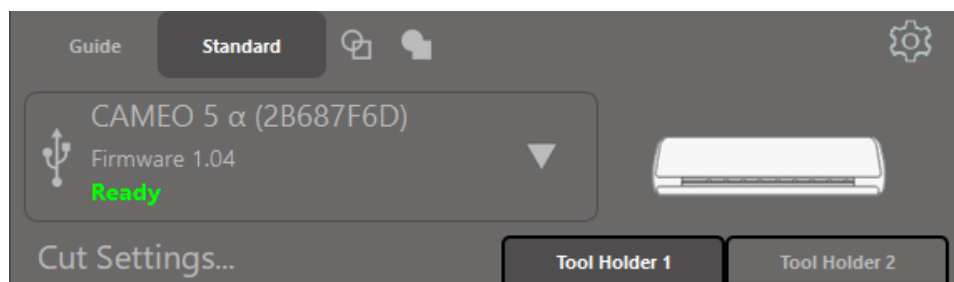 Guide Standard
CAMEO 5 α (2B687F6D)
Firmware 1.04
Ready
Cut Settings...
Tool Holder 1 Tool Holder 2